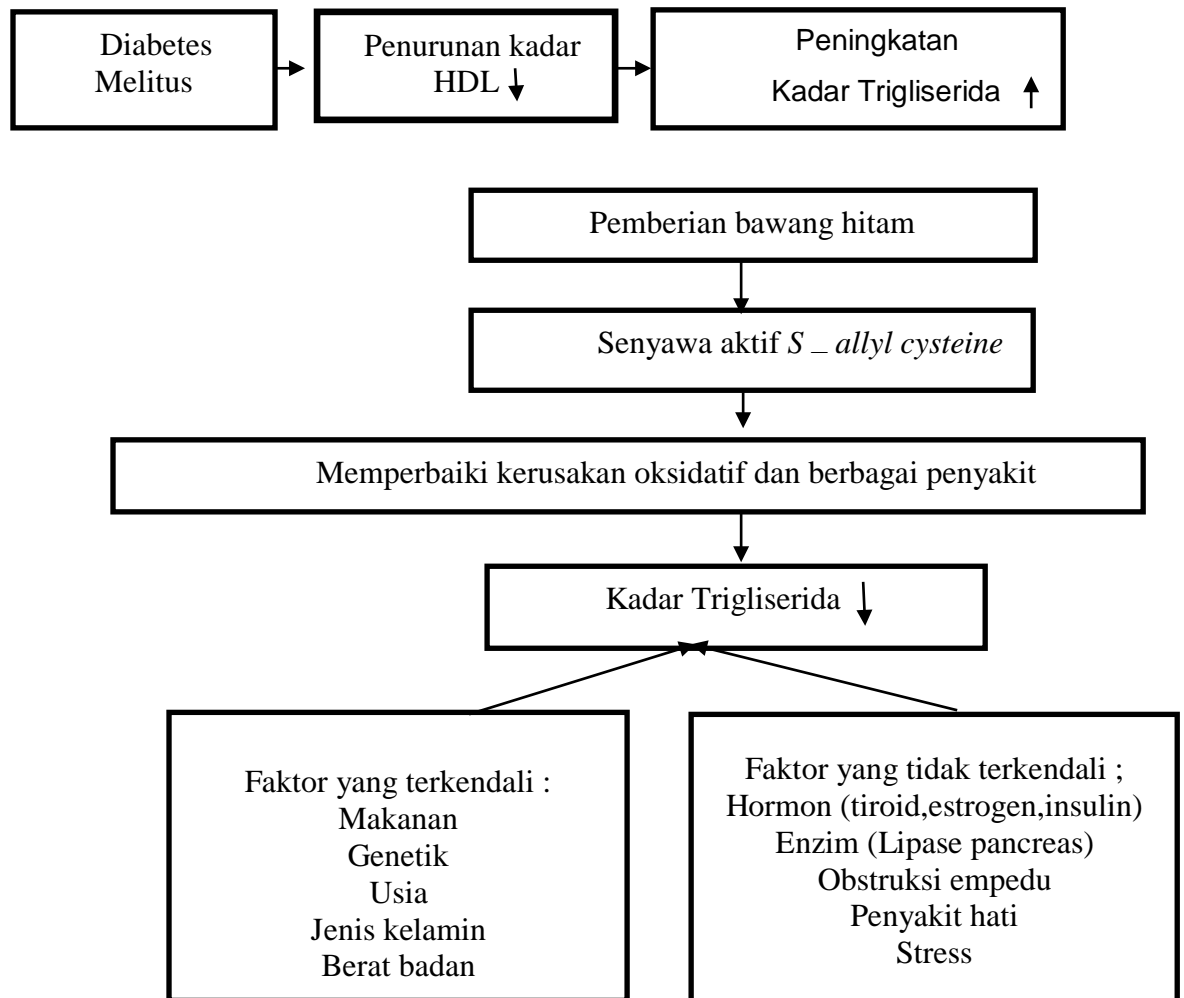 Diabetes
Melitus
Penurunan kadar
HDL
Peningkatan
Kadar Trigliserida
Pemberian bawang hitam
Senyawa aktif S _ allyl cysteine
Memperbaiki kerusakan oksidatif dan berbagai penyakit
Kadar Trigliserida
Faktor yang terkendali :
Makanan
Genetik
Usia
Jenis kelamin
Berat badan
Faktor yang tidak terkendali ;
Hormon (tiroid,estrogen,insulin)
Enzim (Lipase pancreas)
Obstruksi empedu
Penyakit hati
Stress